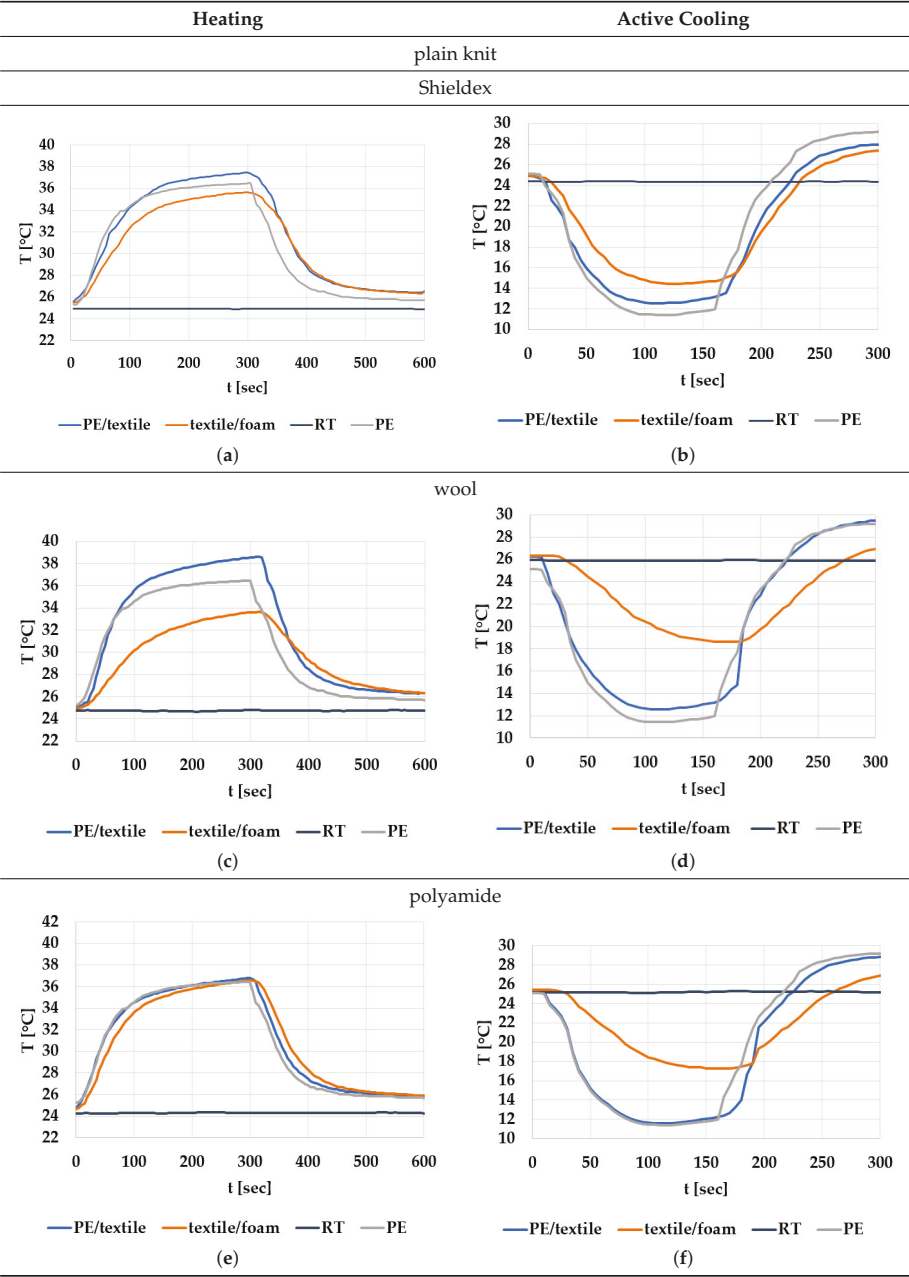 Heating Active Cooling
plain knit
Shieldex
40
38
36
34
32
30
28
26
24
22
T [°C]
0 100 200 300 400 500 600
t [sec]
PE/textile textile/foam RT PE
(a)
30
28
26
24
22
20
18
16
14
12
10
T [°C]
0 50 100 150 200 250 300
t [sec]
PE/textile textile/foam RT PE
(b)
wool
40
38
36
34
32
30
28
26
24
22
T [°C]
0 100 200 300 400 500 600
t [sec]
PE/textile textile/foam RT PE
(c)
30
28
26
24
22
20
18
16
14
12
10
T [°C]
0 50 100 150 200 250 300
t [sec]
PE/textile textile/foam RT PE
(d)
polyamide
42
40
38
36
34
32
30
28
26
24
22
T [°C]
0 100 200 300 400 500 600
t [sec]
PE/textile textile/foam RT PE
(e)
30
28
26
24
22
20
18
16
14
12
10
T [°C]
0 50 100 150 200 250 300
t [sec]
PE/textile textile/foam RT PE
(f)